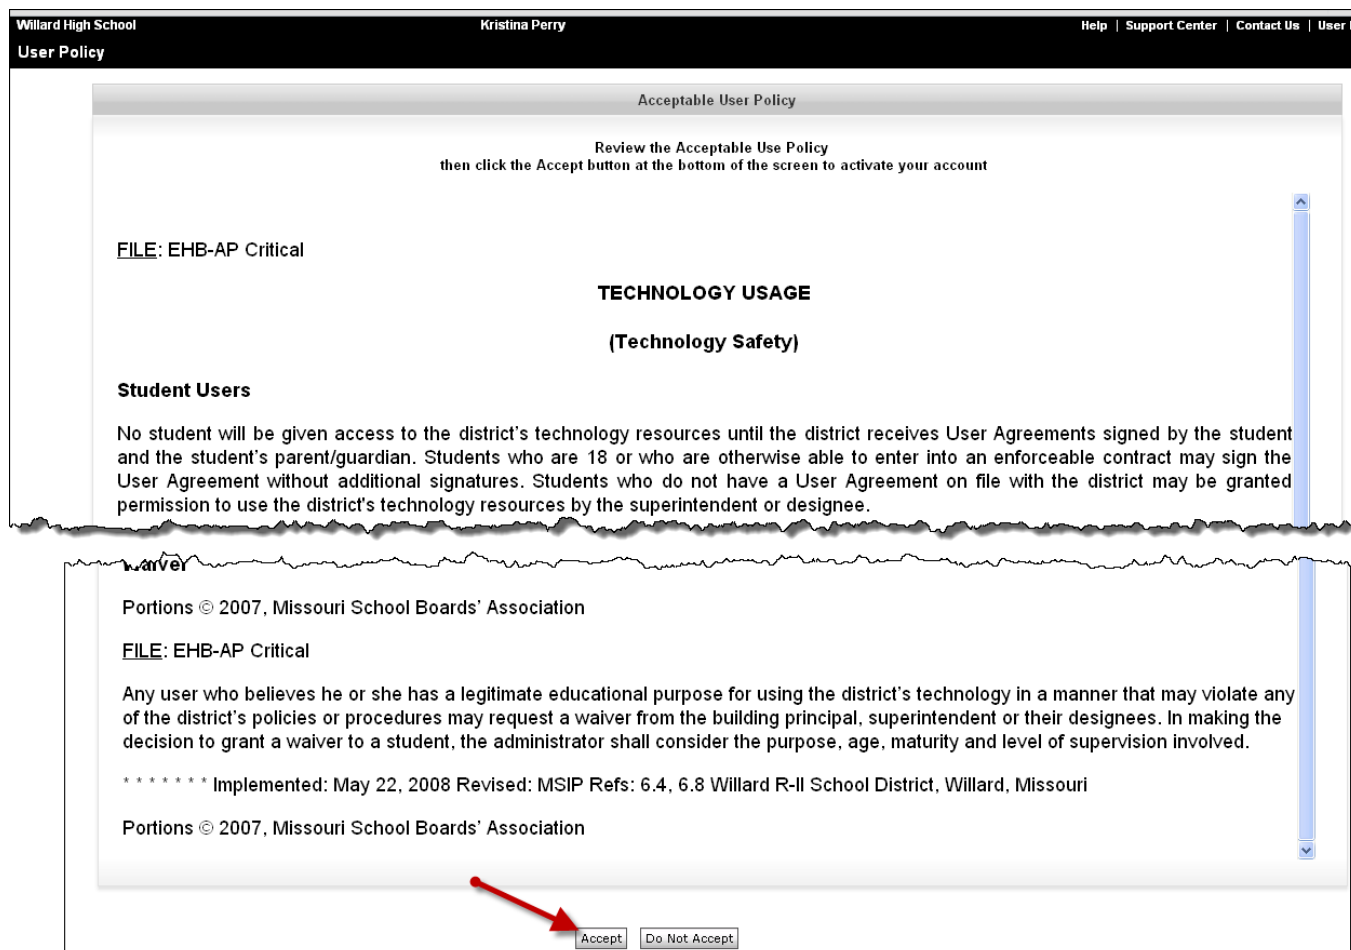 Willard High School Kristina Perry Help | Support Center | Contact Us | User
User Policy
Acceptable User Policy
Review the Acceptable Use Policy
then click the Accept button at the bottom of the screen to activate your account
FILE: EHB-AP Critical
TECHNOLOGY USAGE
(Technology Safety)
Student Users
No student will be given access to the district's technology resources until the district receives User Agreements signed by the student
and the student's parent/guardian. Students who are 18 or who are otherwise able to enter into an enforceable contract may sign the
User Agreement without additional signatures. Students who do not have a User Agreement on file with the district may be granted
permission to use the district's technology resources by the superintendent or designee.
Waiver
Portions © 2007, Missouri School Boards' Association
FILE: EHB-AP Critical
Any user who believes he or she has a legitimate educational purpose for using the district's technology in a manner that may violate any
of the district's policies or procedures may request a waiver from the building principal, superintendent or their designees. In making the
decision to grant a waiver to a student, the administrator shall consider the purpose, age, maturity and level of supervision involved.
* * * * * * * Implemented: May 22, 2008 Revised: MSIP Refs: 6.4, 6.8 Willard R-II School District, Willard, Missouri
Portions © 2007, Missouri School Boards' Association
Accept Do Not Accept